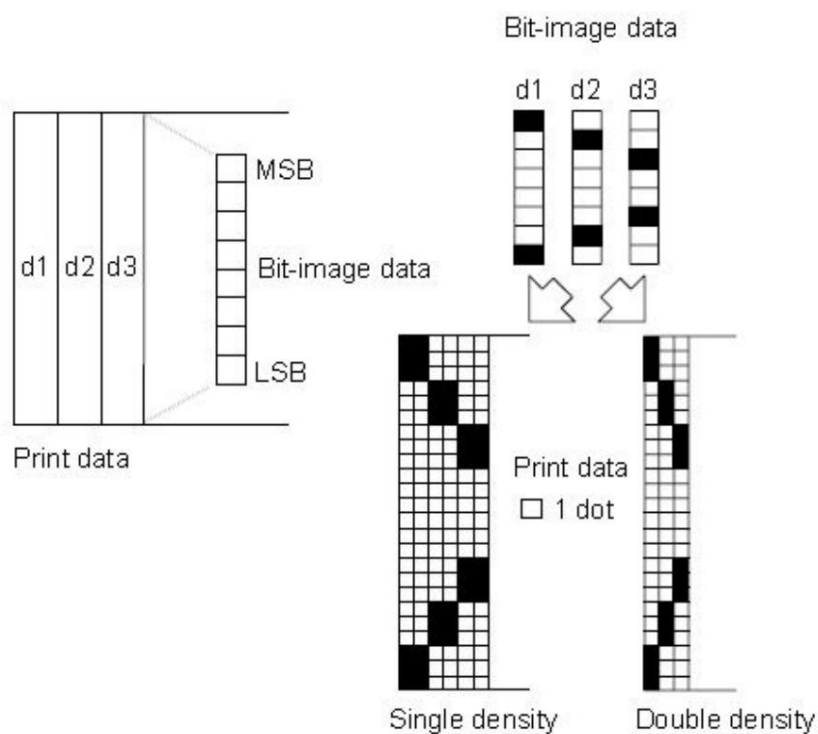 Bit-image data
d1 d2 d3
MSB
d1 d2 d3
Bit-image data
LSB
Print data
Print data
1 dot
Single density
Double density